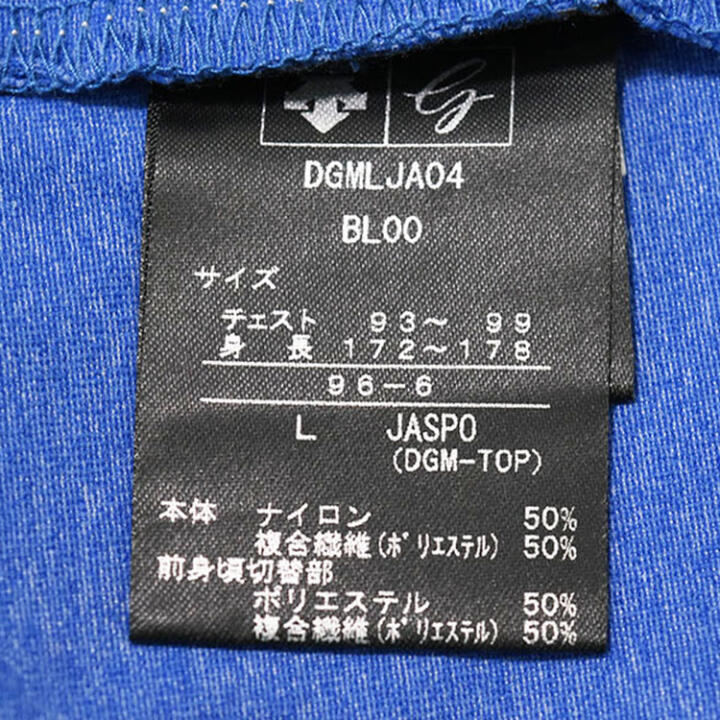 DGMLJA04
BL00
サイズ
チェスト 93～ 99
身 長 172～178
96-6
L JASPO
(DGM-TOP)
本体 ナイロン 50%
複合繊維(ポリエステル) 50%
前身頃切替部
ポリエステル 50%
複合繊維(ポリエステル) 50%